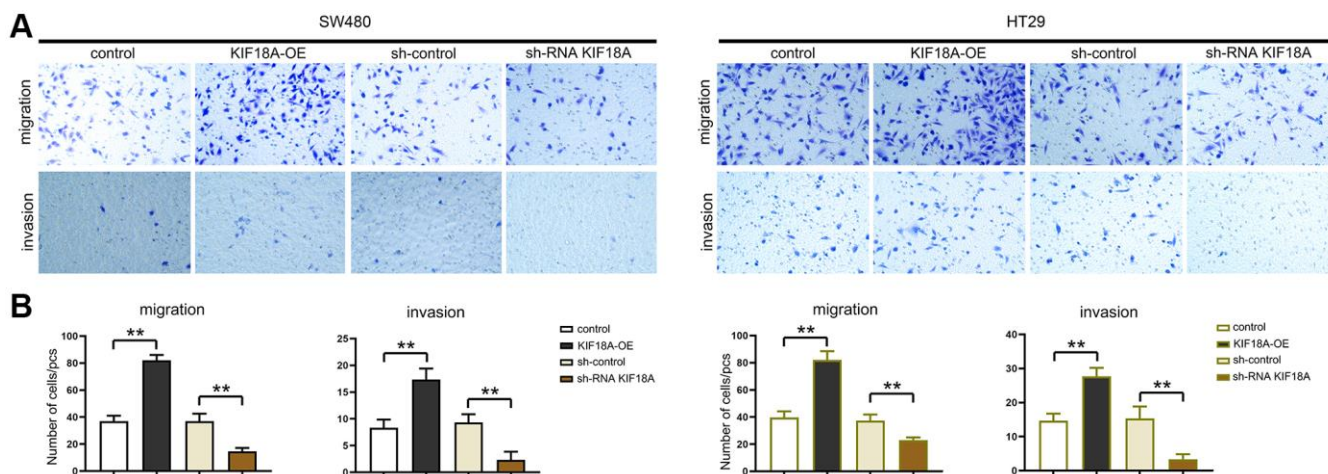 A
SW480
HT29
control KIF18A-OE sh-control sh-RNA KIF18A
control KIF18A-OE sh-control sh-RNA KIF18A
migration
invasion
migration
invasion
B
migration
Number of cells/pcs
100
80
60
40
20
0
**
**
invasion
25
20
15
10
5
0
**
**
control
KIF18A-OE
sh-control
sh-RNA KIF18A
migration
Number of cells/pcs
100
80
60
40
20
0
**
**
invasion
40
30
20
10
0
**
**
control
KIF18A-OE
sh-control
sh-RNA KIF18A